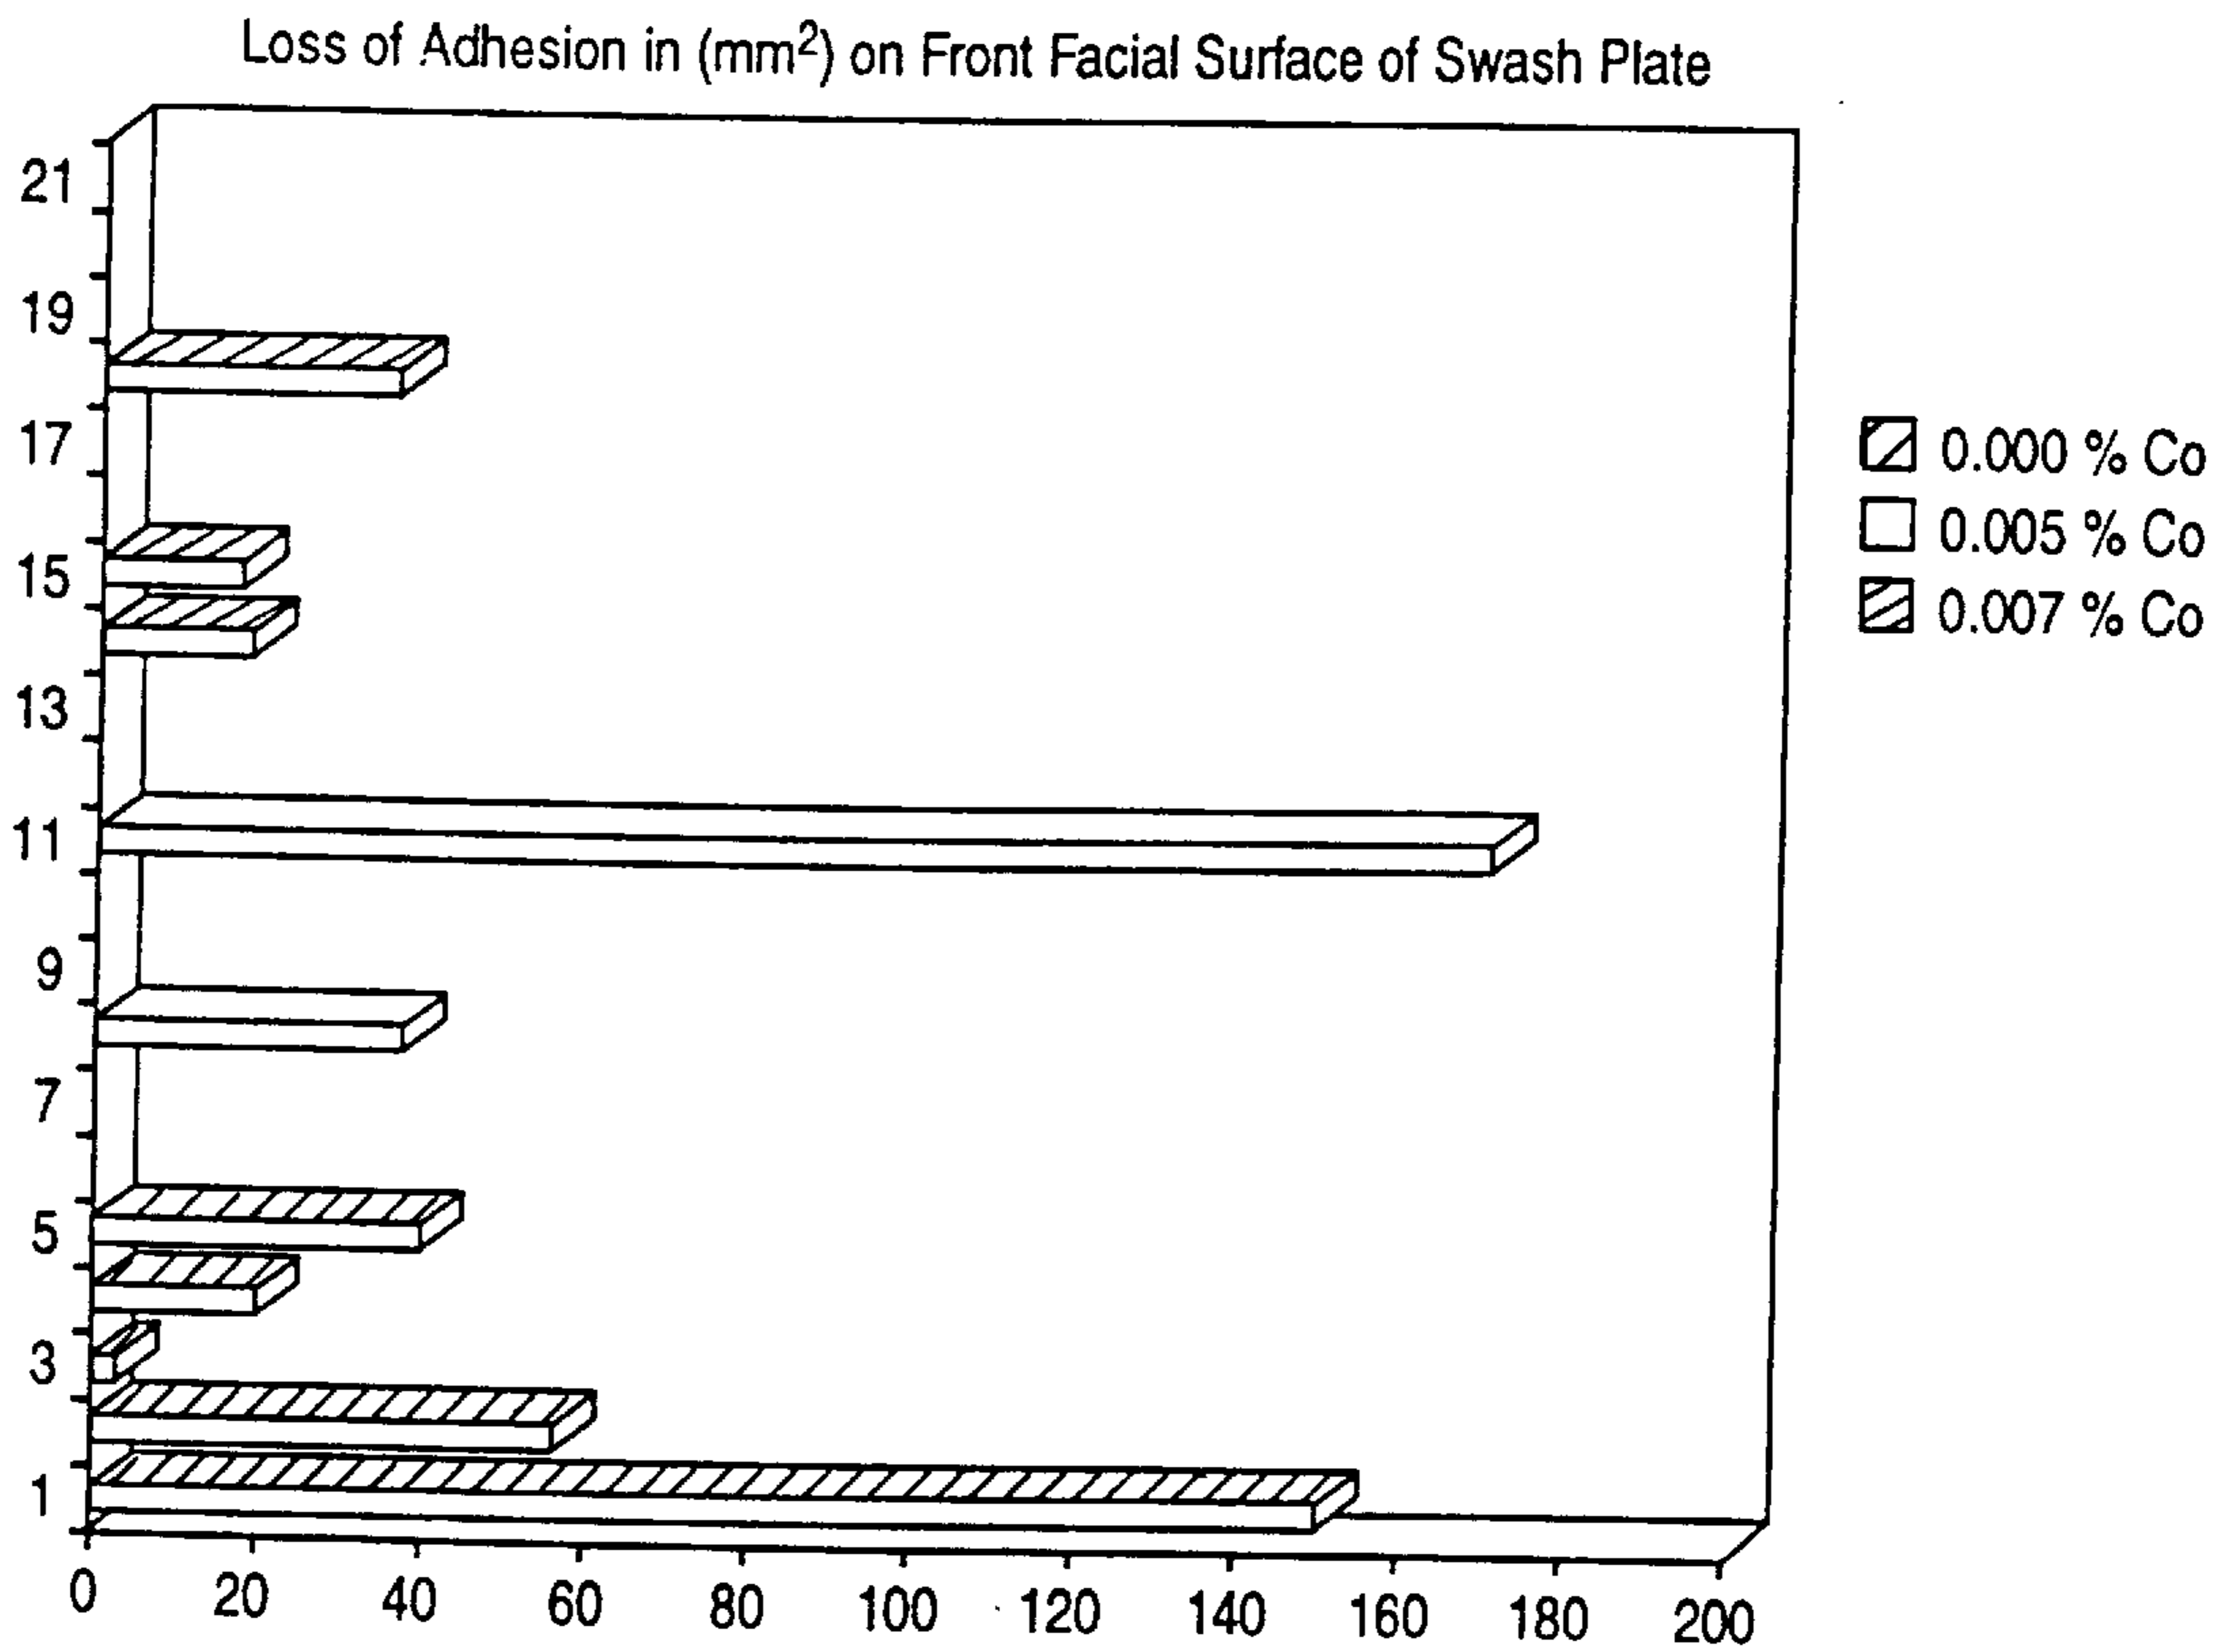 Loss of Adhesion in (mm²) on Front Facial Surface of Swash Plate
21
19
17
15
13
11
9
7
5
3
1
0 20 40 60 80 100 120 140 160 180 200
0.000 % Co
0.005 % Co
0.007 % Co